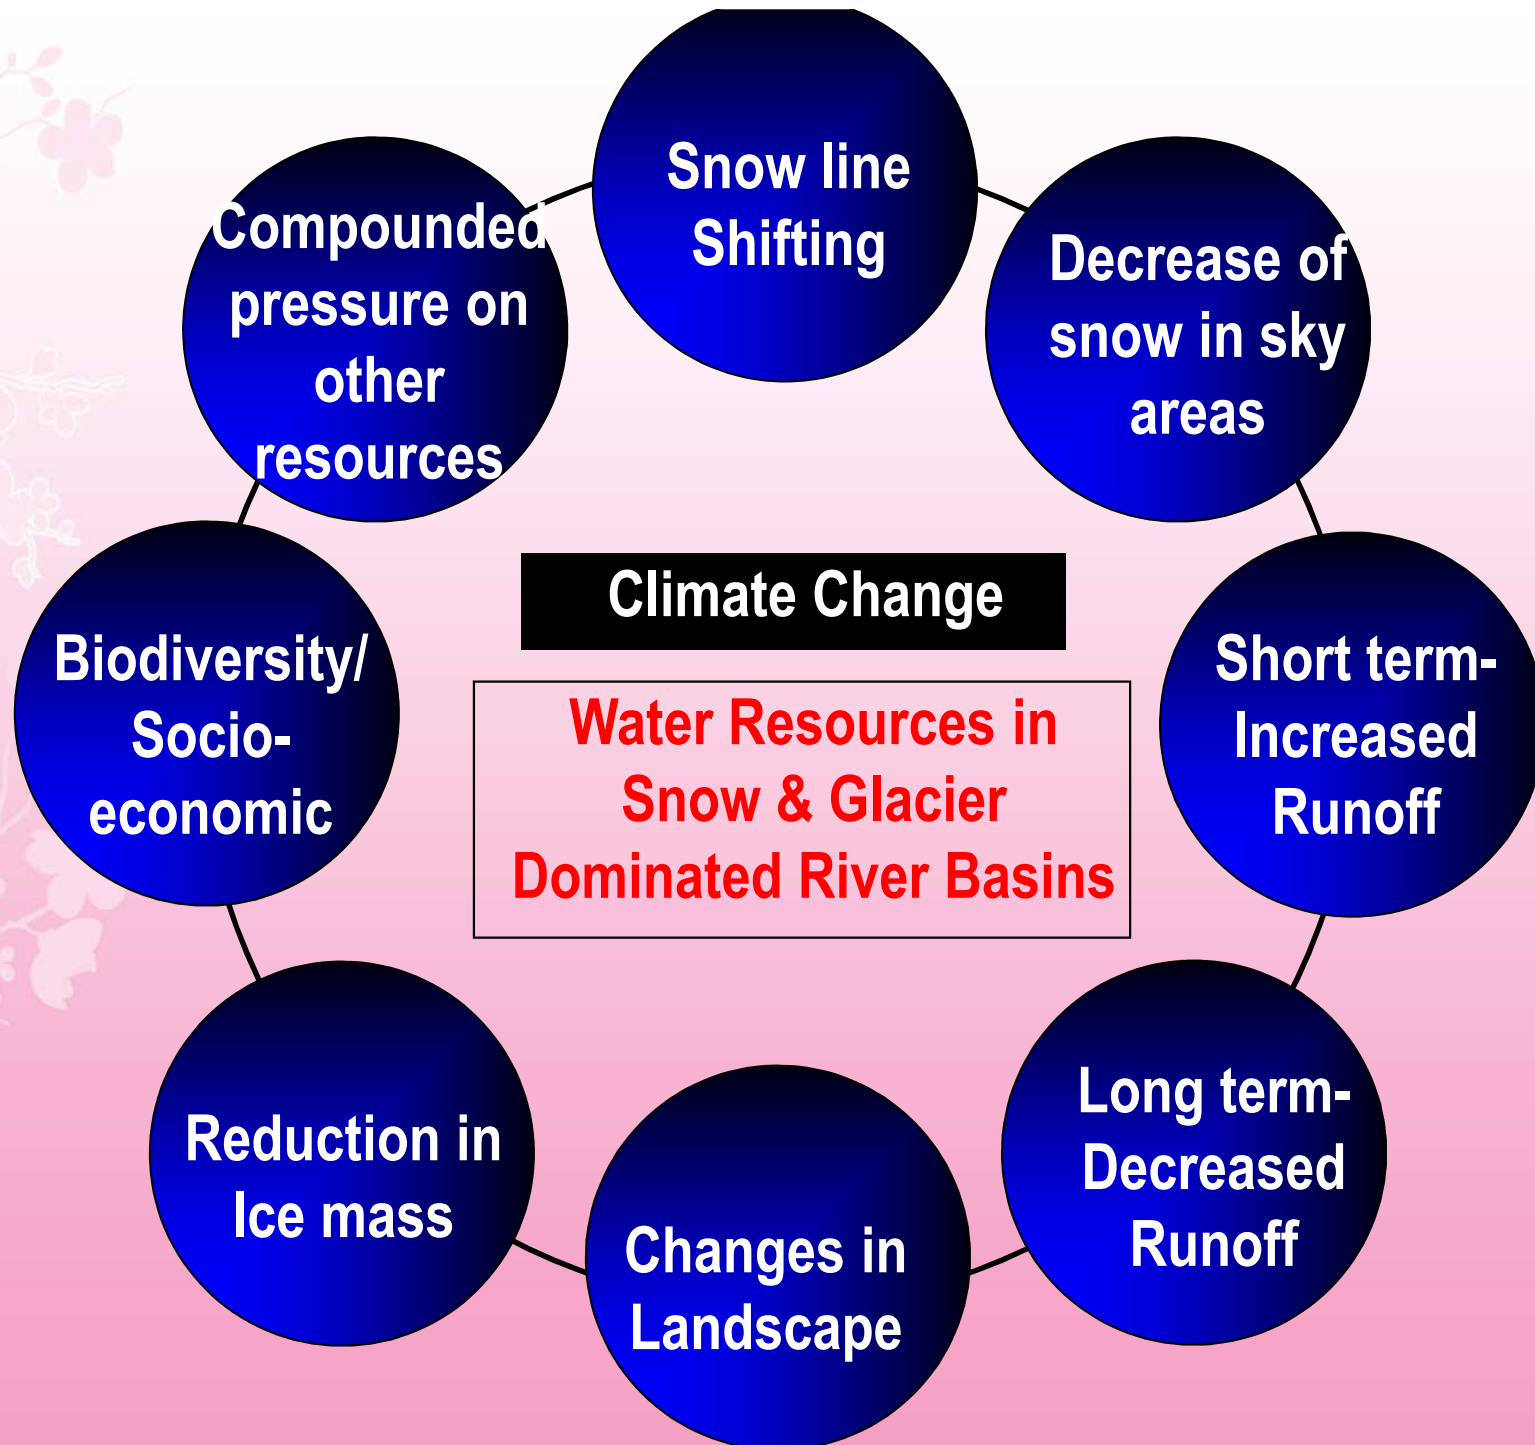 Snow line
Shifting
Decrease of
snow in sky
areas
Short term-
Increased
Runoff
Long term-
Decreased
Runoff
Changes in
Landscape
Reduction in
Ice mass
Biodiversity/
Socio-
economic
Compounded
pressure on
other
resources
Climate Change
Water Resources in
Snow & Glacier
Dominated River Basins